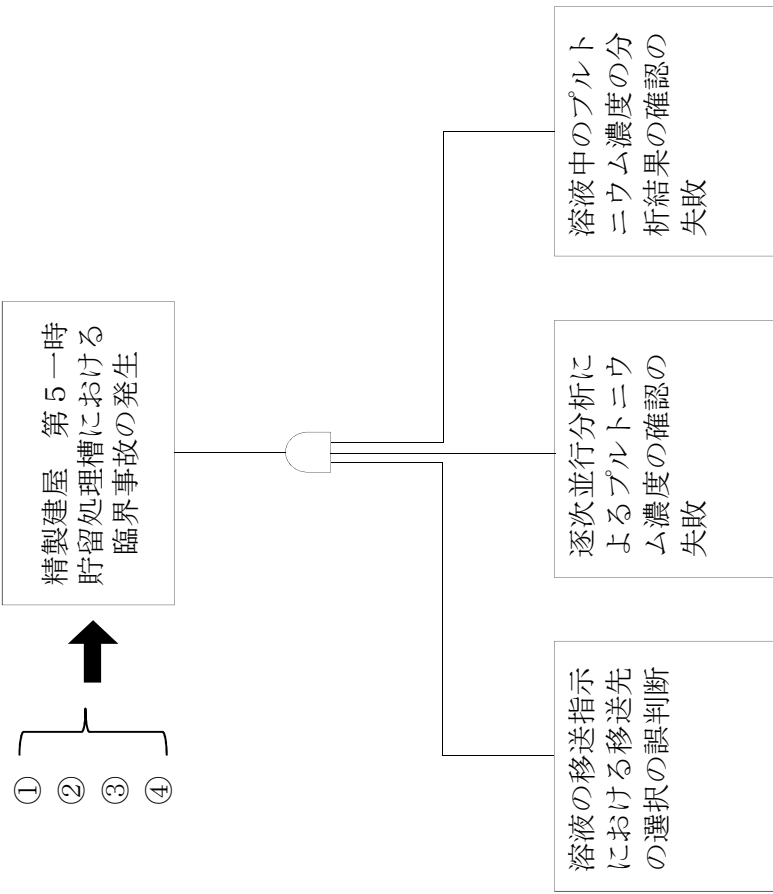 ①
②
③
④
精製建屋　第５一時
貯留処理槽における
臨界事故の発生
溶液の移送指示
における移送先
の選択の誤判断
逐次並行分析に
よるプルトニウ
ム濃度の確認の
失敗
溶液中のプルト
ニウム濃度の分
析結果の確認の
失敗